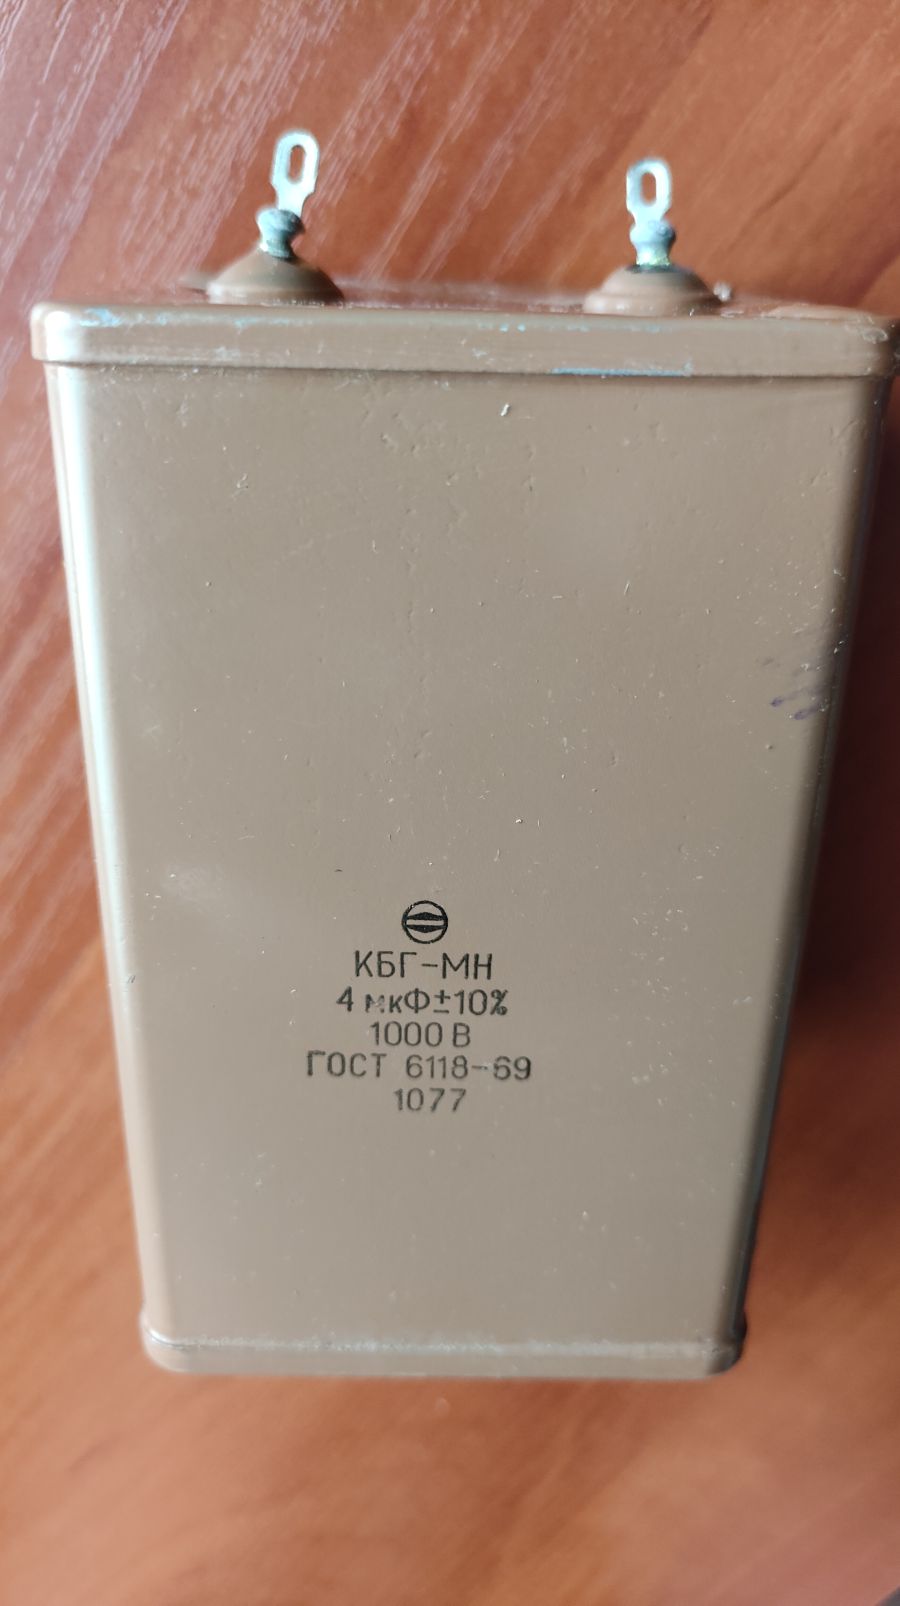 КБГ-МН
4 мкФ±10%
1000 В
ГОСТ 6118-69
1077